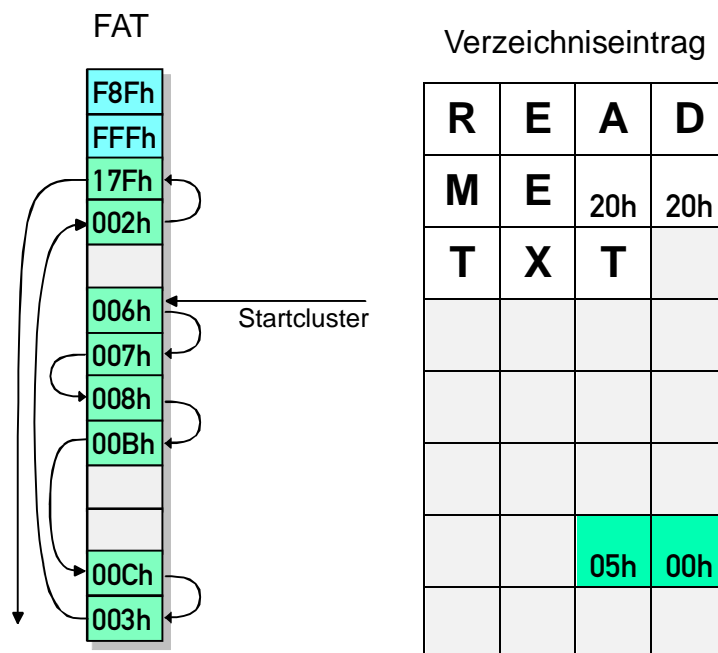 FAT
F8Fh
FFFh
17Fh
002h
006h
007h
008h
00Bh
00Ch
003h
Startcluster
Verzeichniseintrag
R E A D
M E 20h 20h
T X T
05h 00h